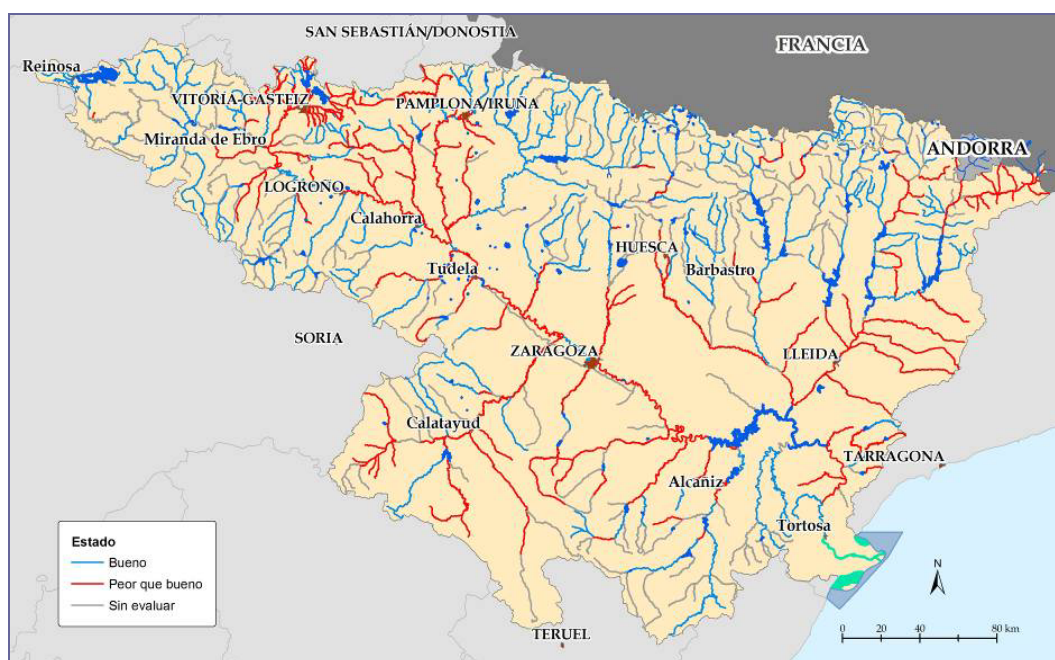 SAN SEBASTIÁN/DONOSTIA
FRANCIA
Reinosa
VITORIA-GASTEIZ
PAMPLONA/IRUÑA
Miranda de Ebro
ANDORRA
LOGROÑO
Calahorra
HUESCA
Barbastro
Tudela
SORIA
ZARAGOZA
LLEIDA
Calatayud
TARRAGONA
Alcañiz
Tortosa
Estado
Bueno
Peor que bueno
Sin evaluar
N
TERUEL
0 20 40 80 km